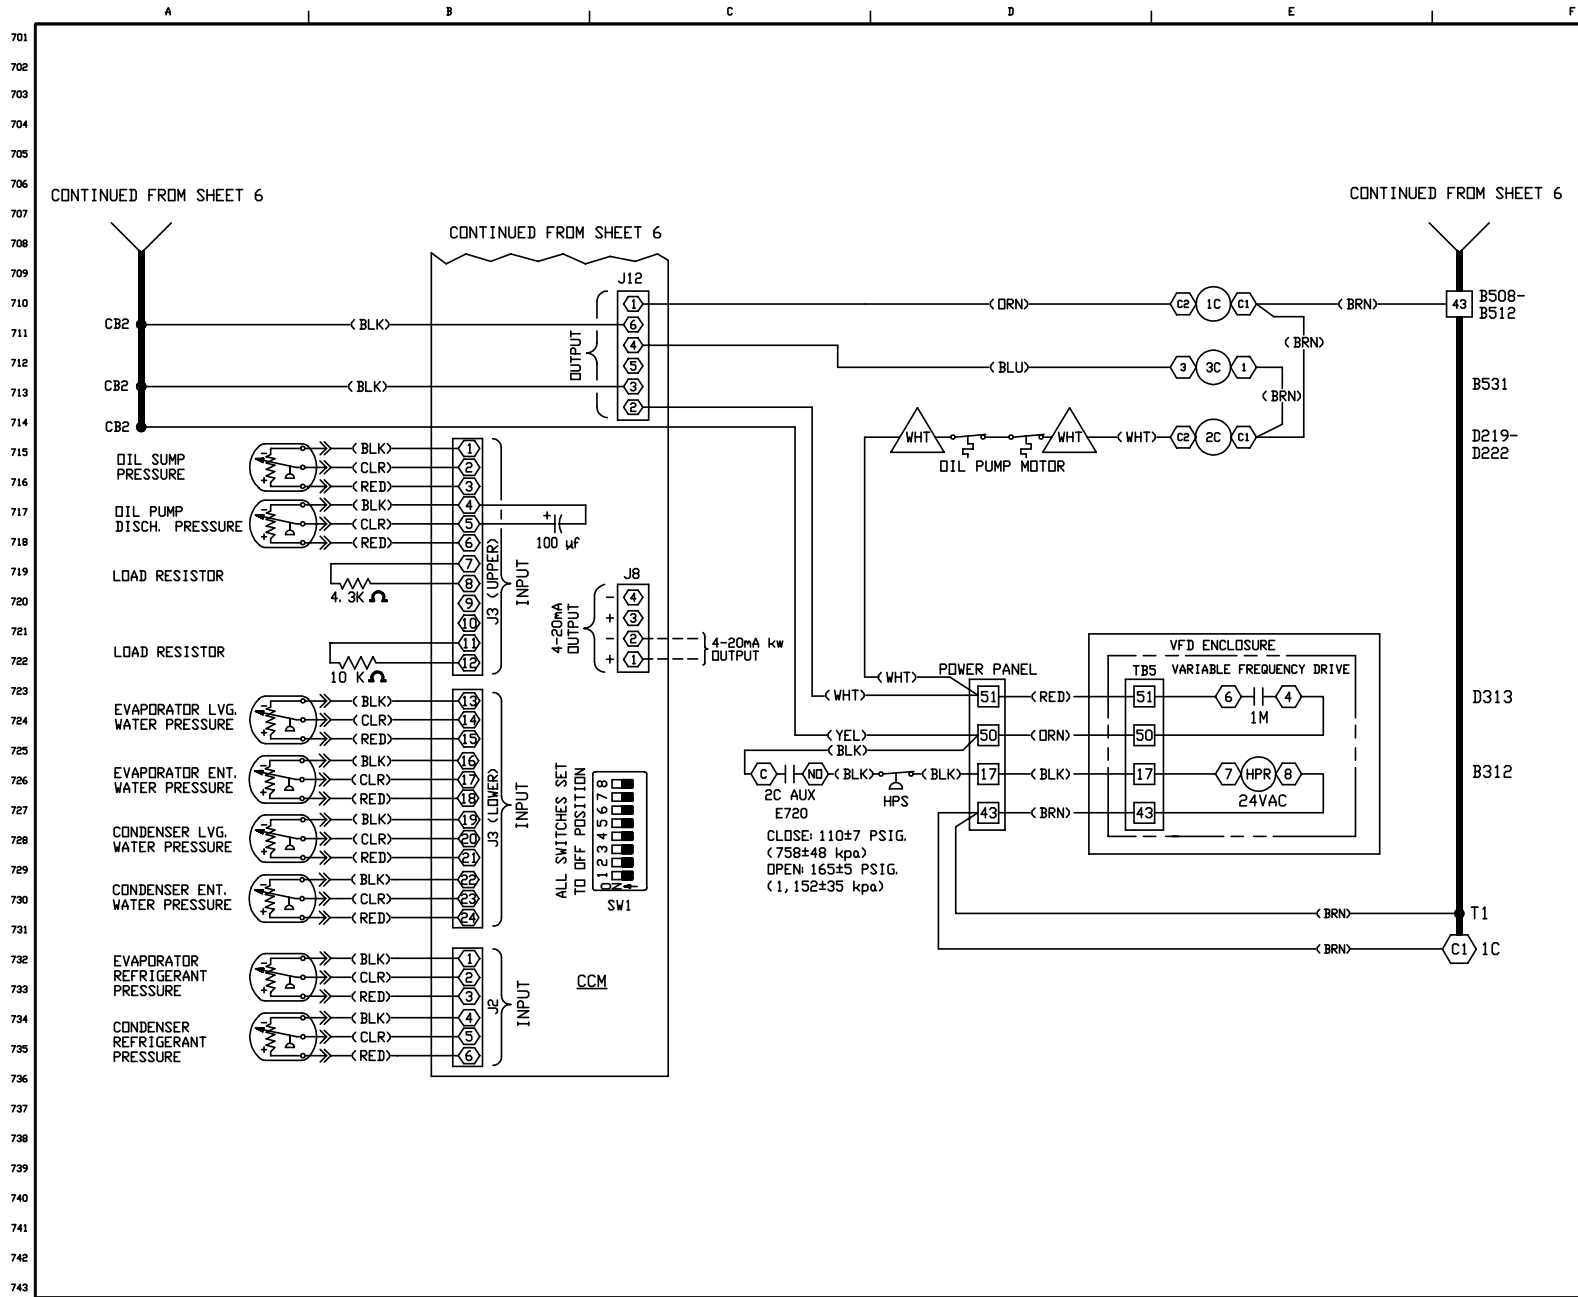 A B C D E F
701
702
703
704
705
706
707
708
709
710
711
712
713
714
715
716
717
718
719
720
721
722
723
724
725
726
727
728
729
730
731
732
733
734
735
736
737
738
739
740
741
742
743
CONTINUED FROM SHEET 6
CONTINUED FROM SHEET 6
CONTINUED FROM SHEET 6
CB2
(BLK)
CB2
(BLK)
CB2
J12
OUTPUT
1
6
4
5
3
2
(ORN)
C2 1C C1
(BRN)
43
B508-
B512
(BRN)
(BLU)
3 3C 1
(BRN)
B531
WHT
WHT
(WHT)
C2 2C C1
OIL PUMP MOTOR
D219-
D222
OIL SUMP
PRESSURE
- (BLK) 1
(CLR) 2
+ (RED) 3
OIL PUMP
DISCH. PRESSURE
- (BLK) 4
(CLR) 5
+ (RED) 6
+
100 µf
LOAD RESISTOR
7
8
4.3K Ω
9
10
LOAD RESISTOR
11
12
10 K Ω
J3 (UPPER)
INPUT
J8
4-20mA
OUTPUT
- 4
+ 3
- 2
+ 1
4-20mA kw
OUTPUT
EVAPORATOR LVG.
WATER PRESSURE
- (BLK) 13
(CLR) 14
+ (RED) 15
EVAPORATOR ENT.
WATER PRESSURE
- (BLK) 16
(CLR) 17
+ (RED) 18
CONDENSER LVG.
WATER PRESSURE
- (BLK) 19
(CLR) 20
+ (RED) 21
CONDENSER ENT.
WATER PRESSURE
- (BLK) 22
(CLR) 23
+ (RED) 24
J3 (LOWER)
INPUT
ALL SWITCHES SET
TO OFF POSITION
1 2 3 4 5 6 7 8
ON
SW1
EVAPORATOR
REFRIGERANT
PRESSURE
- (BLK) 1
(CLR) 2
+ (RED) 3
CONDENSER
REFRIGERANT
PRESSURE
- (BLK) 4
(CLR) 5
+ (RED) 6
J2
INPUT
CCM
VFD ENCLOSURE
POWER PANEL
TB5 VARIABLE FREQUENCY DRIVE
(WHT)
(WHT)
51 (RED) 51
6 4
1M
D313
(YEL)
50 (ORN) 50
(BLK)
C NO (BLK) (BLK) 17 (BLK) 17
7 HPR 8
24VAC
B312
2C AUX
E720
HPS
43 (BRN) 43
CLOSE: 110±7 PSIG.
(758±48 kpa)
OPEN: 165±5 PSIG.
(1,152±35 kpa)
(BRN)
T1
(BRN)
C1 1C